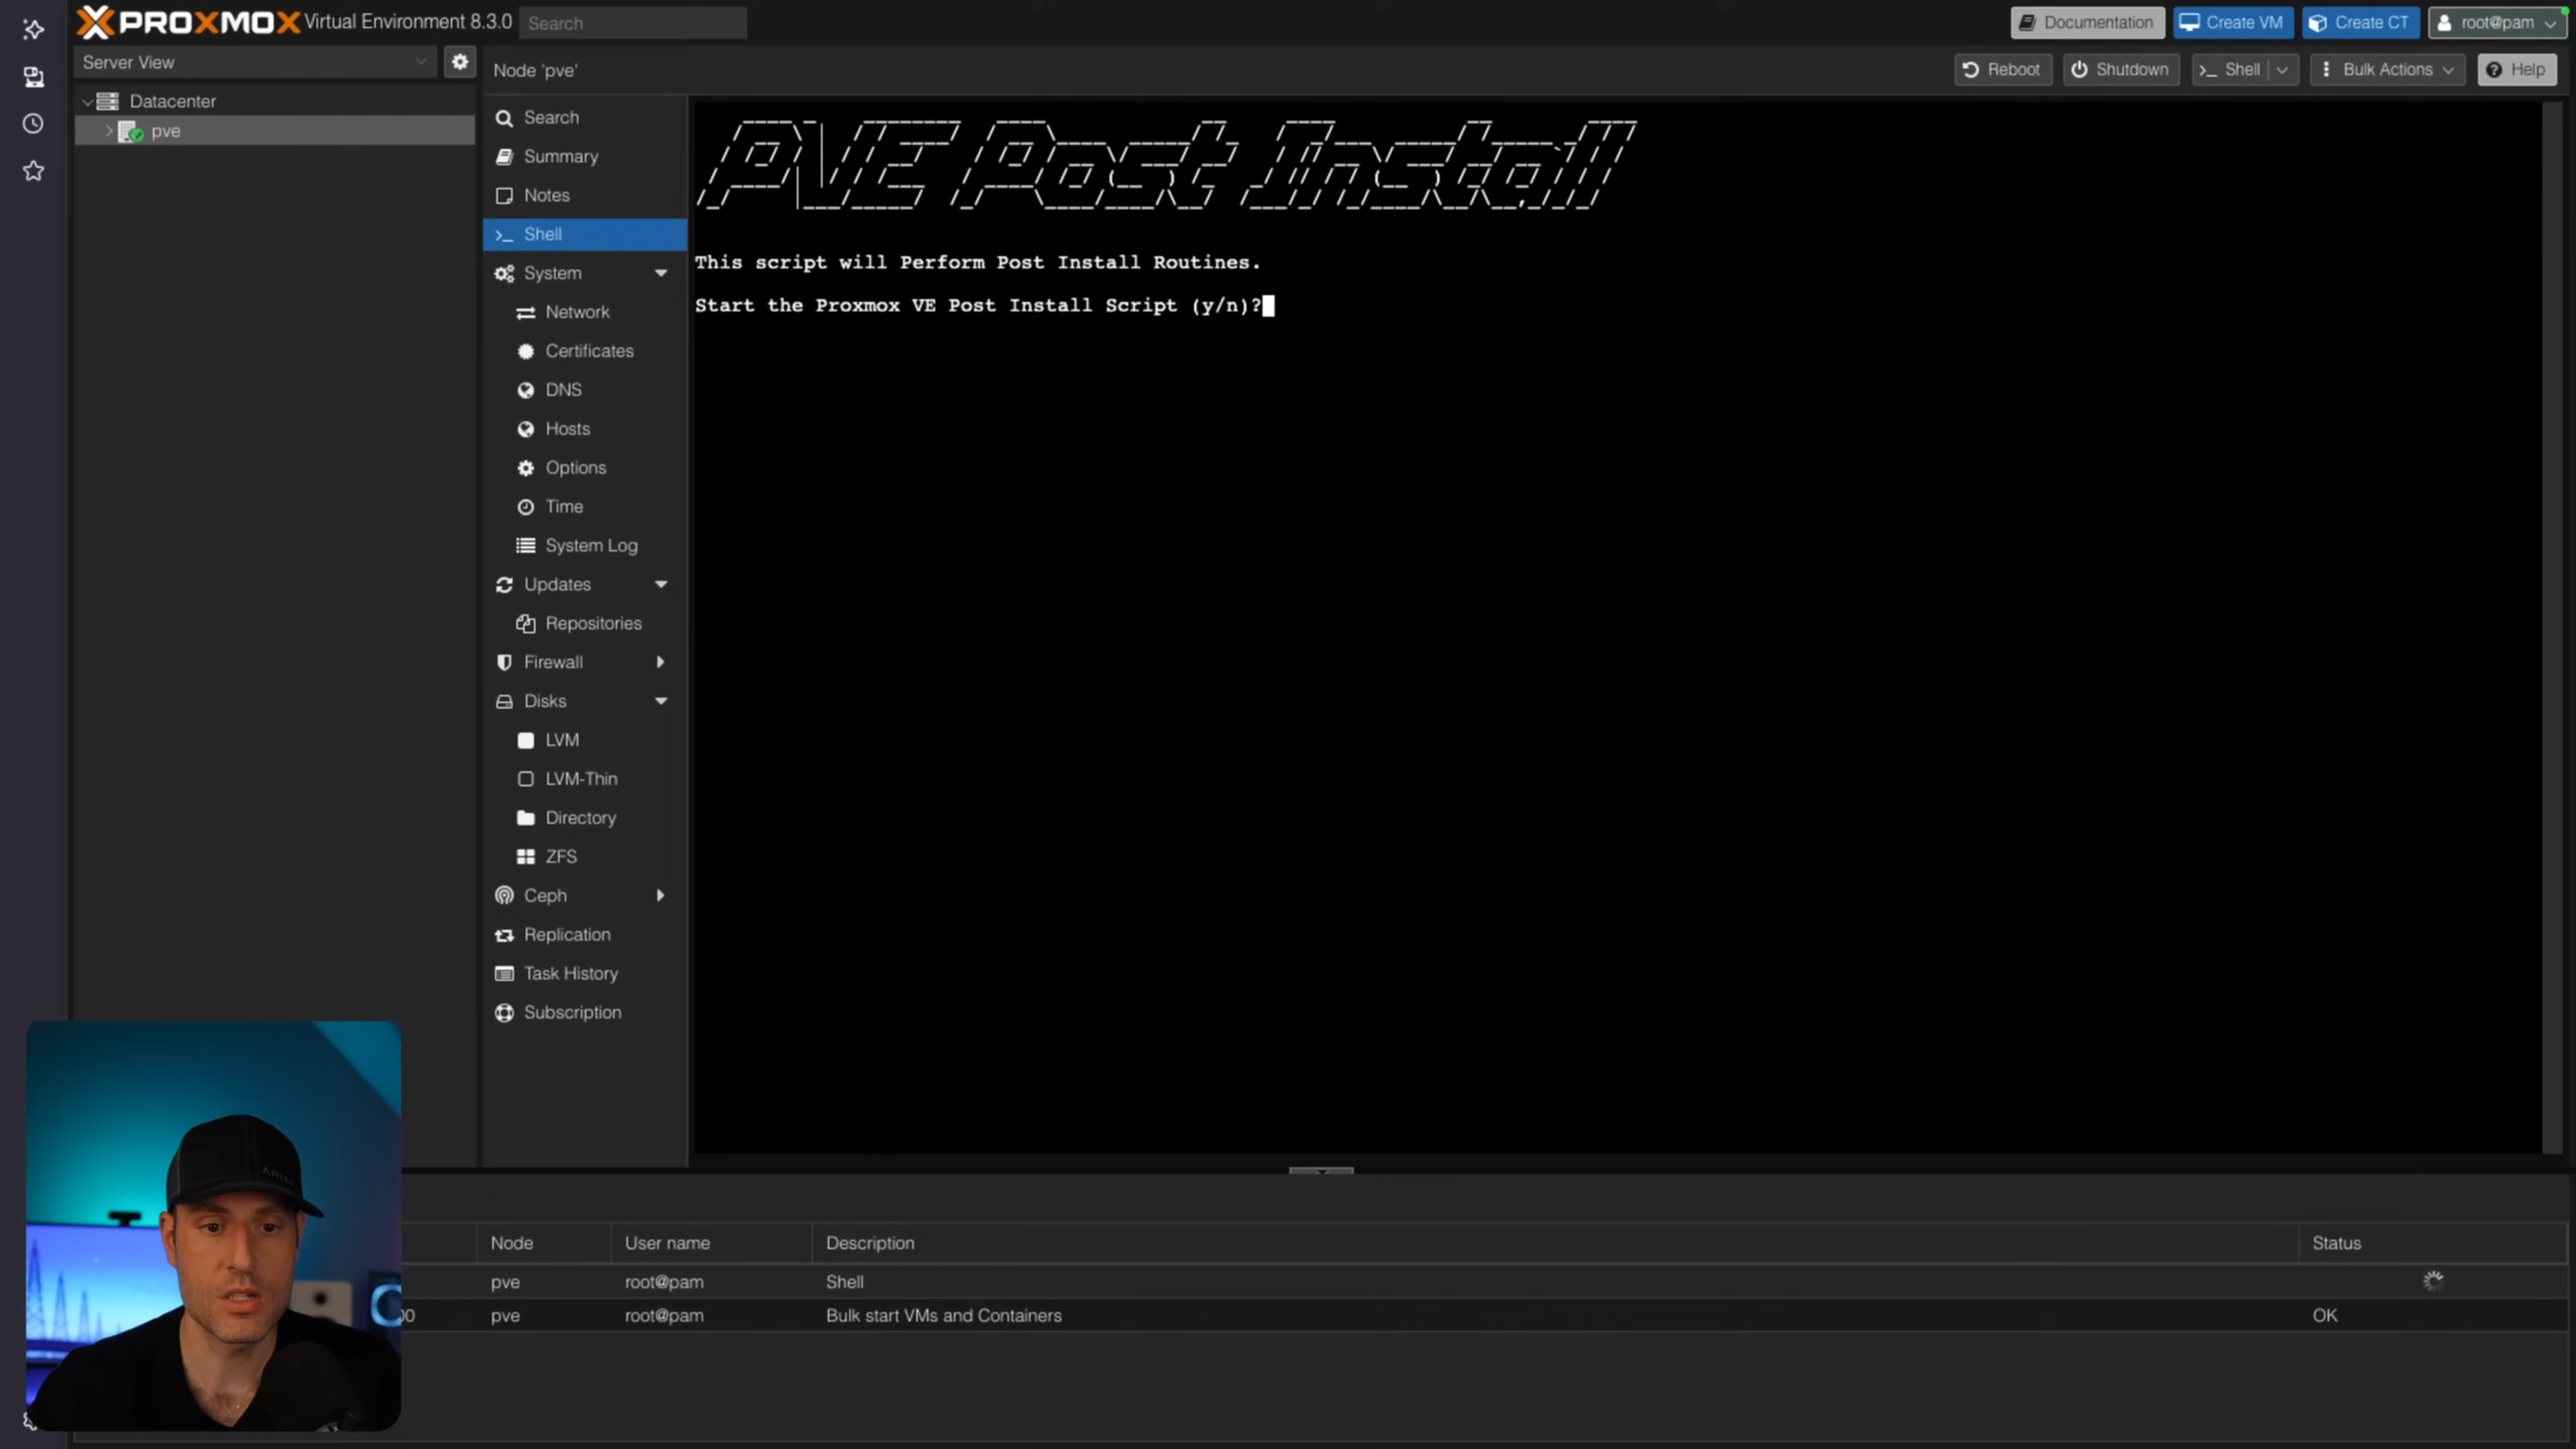 PROXMOX Virtual Environment 8.3.0 Search
Documentation Create VM Create CT root@pam
Server View
Node 'pve'
Reboot Shutdown Shell Bulk Actions Help
Datacenter
pve
Search
Summary
Notes
Shell
System
Network
Certificates
DNS
Hosts
Options
Time
System Log
Updates
Repositories
Firewall
Disks
LVM
LVM-Thin
Directory
ZFS
Ceph
Replication
Task History
Subscription
PVE Post Install
This script will Perform Post Install Routines.
Start the Proxmox VE Post Install Script (y/n)?
Node User name Description Status
pve root@pam Shell
00 pve root@pam Bulk start VMs and Containers OK